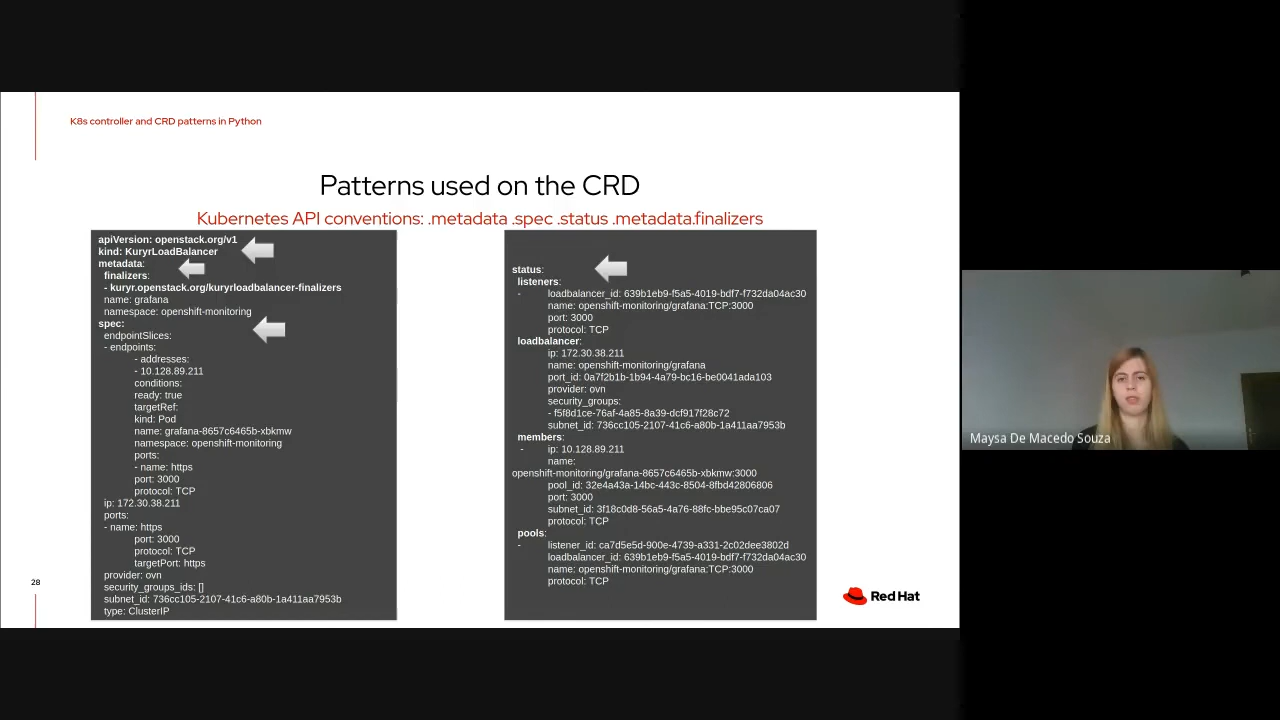 K8s controller and CRD patterns in Python
Patterns used on the CRD
Kubernetes API conventions: .metadata .spec .status .metadata.finalizers
apiVersion: openstack.org/v1
kind: KuryrLoadBalancer
metadata:
finalizers:
- kuryr.openstack.org/kuryrloadbalancer-finalizers
name: grafana
namespace: openshift-monitoring
spec:
endpointSlices:
- endpoints:
- addresses:
- 10.128.89.211
conditions:
ready: true
targetRef:
kind: Pod
name: grafana-8657c6465b-xbkmw
namespace: openshift-monitoring
ports:
- name: https
port: 3000
protocol: TCP
ip: 172.30.38.211
ports:
- name: https
port: 3000
protocol: TCP
targetPort: https
provider: ovn
security_groups_ids: []
subnet_id: 736cc105-2107-41c6-a80b-1a411aa7953b
type: ClusterIP
status:
listeners:
- loadbalancer_id: 639b1eb9-f5a5-4019-bdf7-f732da04ac30
name: openshift-monitoring/grafana:TCP:3000
port: 3000
protocol: TCP
loadbalancer:
ip: 172.30.38.211
name: openshift-monitoring/grafana
port_id: 0a7f2b1b-1b94-4a79-bc16-be0041ada103
provider: ovn
security_groups:
- f5f8d1ce-76af-4a85-8a39-dcf917f28c72
subnet_id: 736cc105-2107-41c6-a80b-1a411aa7953b
members:
- ip: 10.128.89.211
name:
openshift-monitoring/grafana-8657c6465b-xbkmw:3000
pool_id: 32e4a43a-14bc-443c-8504-8fbd42806806
port: 3000
subnet_id: 3f18c0d8-56a5-4a76-88fc-bbe95c07ca07
protocol: TCP
pools:
- listener_id: ca7d5e5d-900e-4739-a331-2c02dee3802d
loadbalancer_id: 639b1eb9-f5a5-4019-bdf7-f732da04ac30
name: openshift-monitoring/grafana:TCP:3000
protocol: TCP
28
Red Hat
Maysa De Macedo Souza